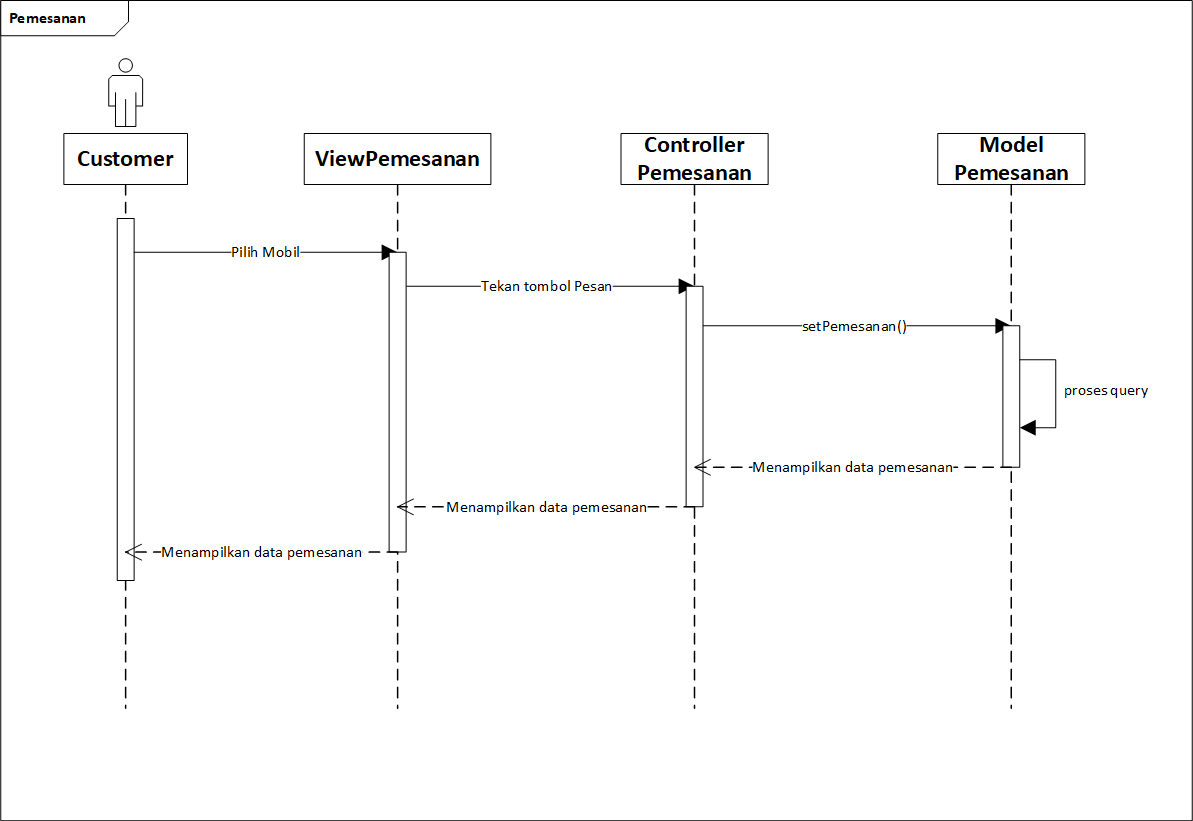 Pemesanan
Customer
ViewPemesanan
Controller
Pemesanan
Model
Pemesanan
Pilih Mobil
Tekan tombol Pesan
setPemesanan()
proses query
Menampilkan data pemesanan
Menampilkan data pemesanan
Menampilkan data pemesanan